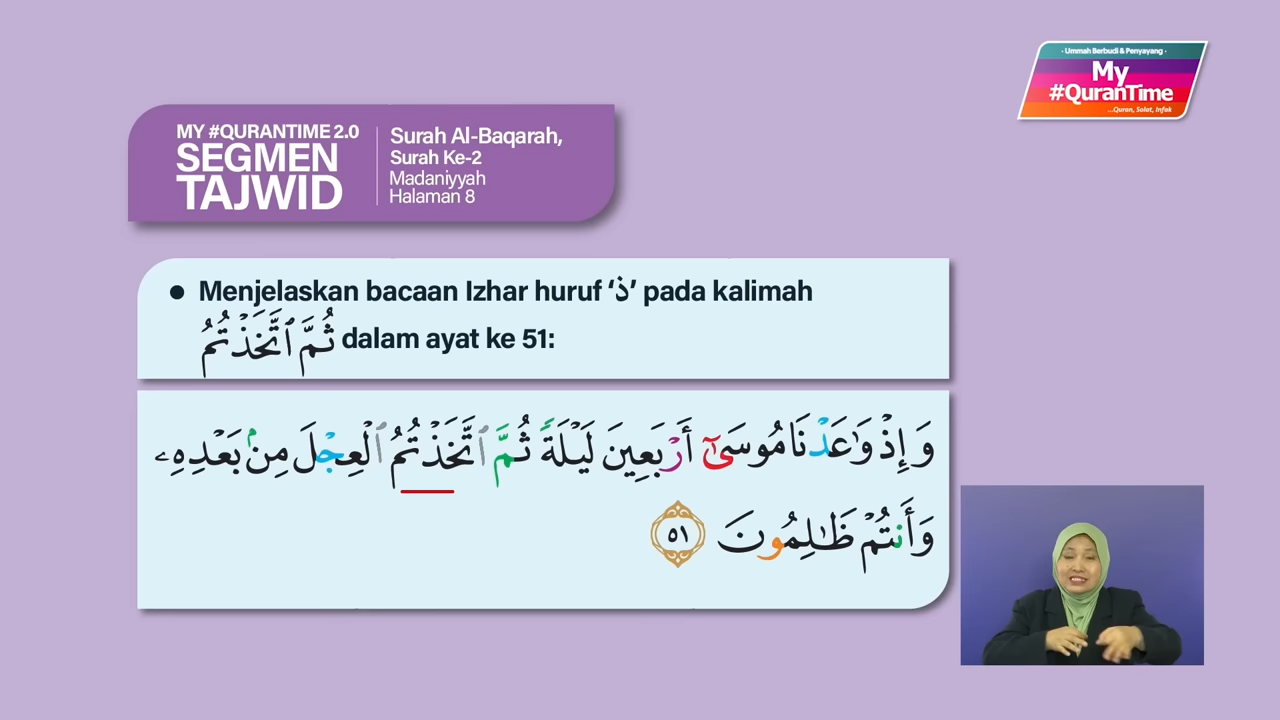 - Ummah Berbudi & Penyayang -
My
#QuranTime
...Quran, Solat, Infak
MY #QURANTIME 2.0
SEGMEN
TAJWID
Surah Al-Baqarah,
Surah Ke-2
Madaniyyah
Halaman 8
• Menjelaskan bacaan Izhar huruf ‘ذ’ pada kalimah
ثُمَّ ٱتَّخَذْتُمُ dalam ayat ke 51:
وَإِذْ وَٰعَدْنَا مُوسَىٰٓ أَرْبَعِينَ لَيْلَةً ثُمَّ ٱتَّخَذْتُمُ ٱلْعِجْلَ مِنۢ بَعْدِهِۦ
وَأَنتُمْ ظَٰلِمُونَ ٥١